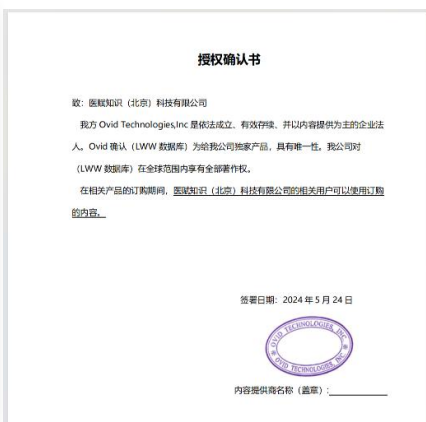 授权确认书
致：医赋知识（北京）科技有限公司
我方 Ovid Technologies,Inc 是依法成立、有效存续、并以内容提供为主的企业法
人。Ovid 确认（LWW 数据库）为给我公司独家产品，具有唯一性。我公司对
（LWW 数据库）在全球范围内享有全部著作权。
在相关产品的订购期间，医赋知识（北京）科技有限公司的相关用户可以使用订购
的内容。
签署日期：2024 年 5 月 24 日
OVID TECHNOLOGIES, INC
OVID TECHNOLOGIES, INC
内容提供商名称（盖章）：